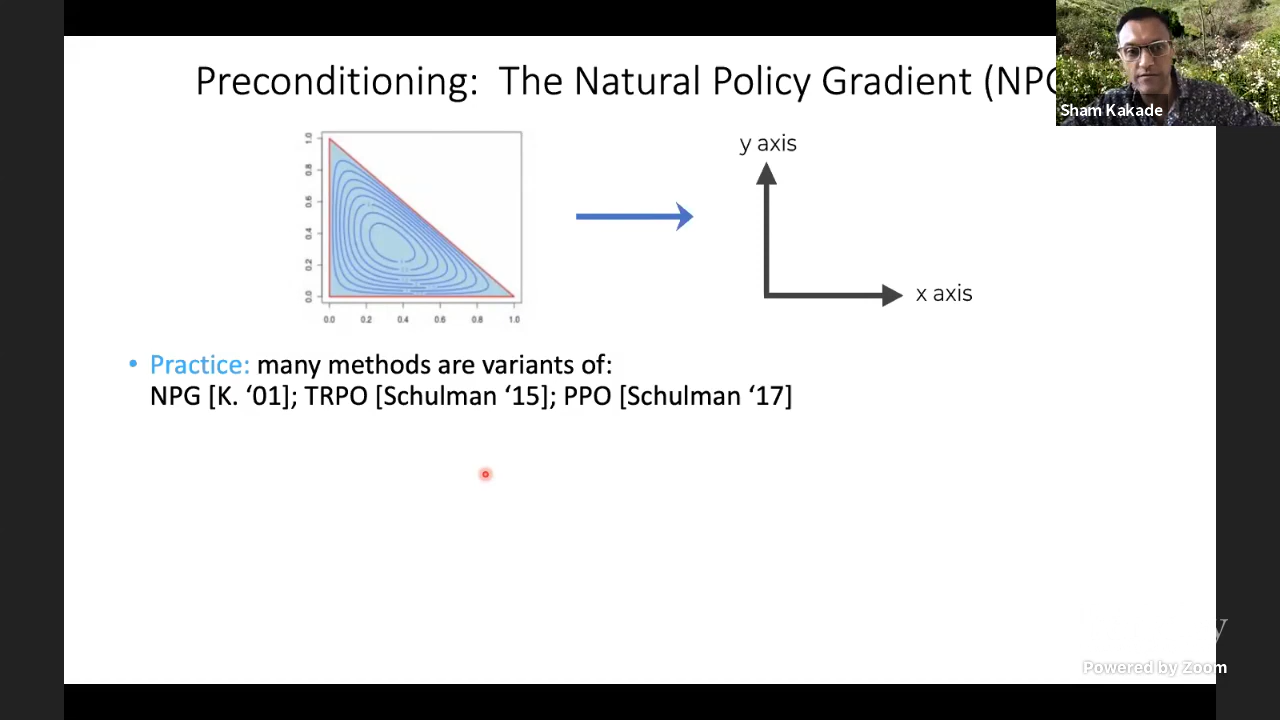 Preconditioning: The Natural Policy Gradient (NPG
Sham Kakade
y axis
x axis
1.0
0.8
0.6
0.4
0.2
0.0
0.0 0.2 0.4 0.6 0.8 1.0
• Practice: many methods are variants of:
NPG [K. ‘01]; TRPO [Schulman ‘15]; PPO [Schulman ‘17]
y
Powered by Zoom